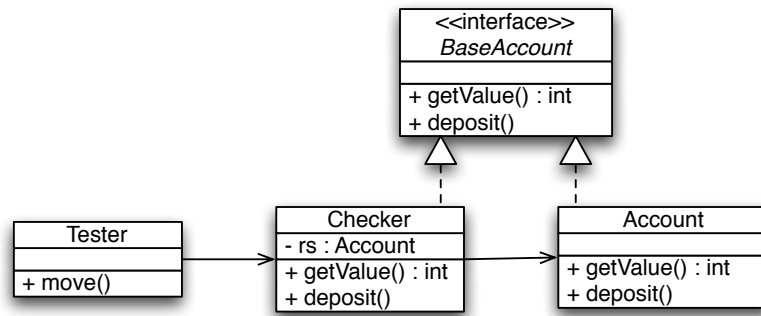 <<interface>>
BaseAccount
+ getValue() : int
+ deposit()
Tester
+ move()
Checker
- rs : Account
+ getValue() : int
+ deposit()
Account
+ getValue() : int
+ deposit()